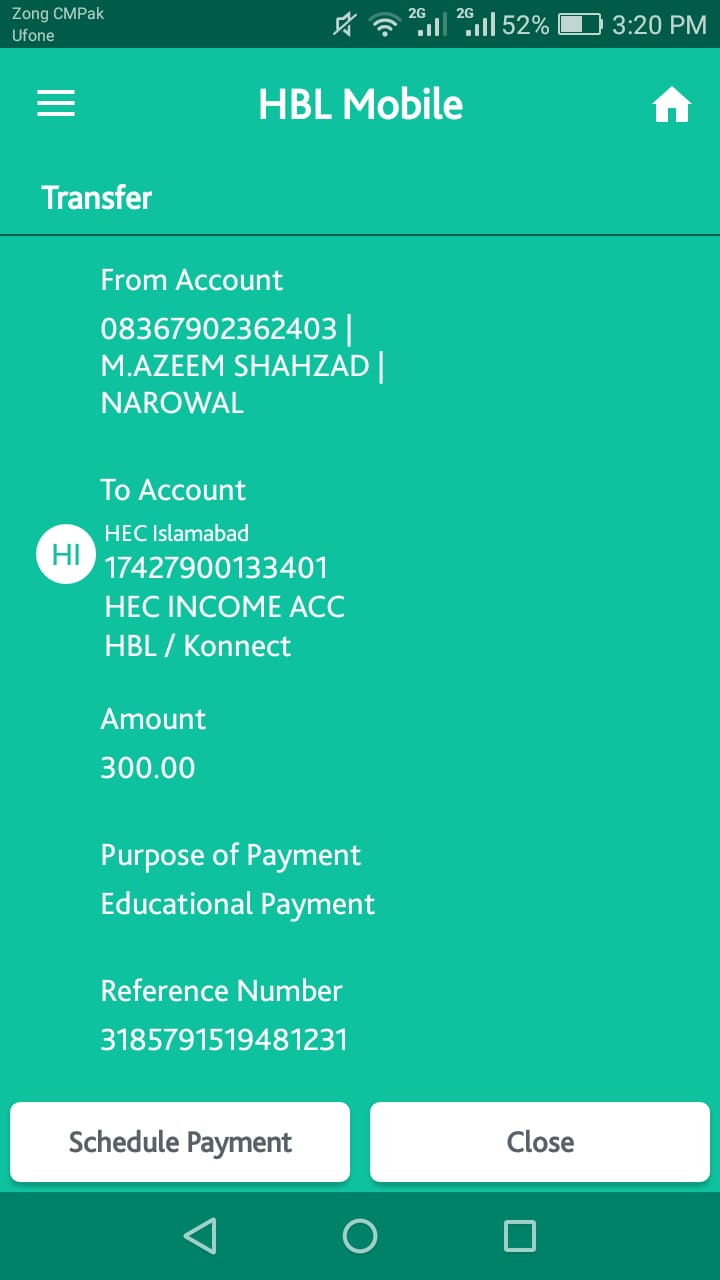 Zong CMPak
Ufone
2G 2G 52% 3:20 PM
HBL Mobile
Transfer
From Account
08367902362403 |
M.AZEEM SHAHZAD |
NAROWAL
To Account
HI
HEC Islamabad
17427900133401
HEC INCOME ACC
HBL / Konnect
Amount
300.00
Purpose of Payment
Educational Payment
Reference Number
3185791519481231
Schedule Payment
Close